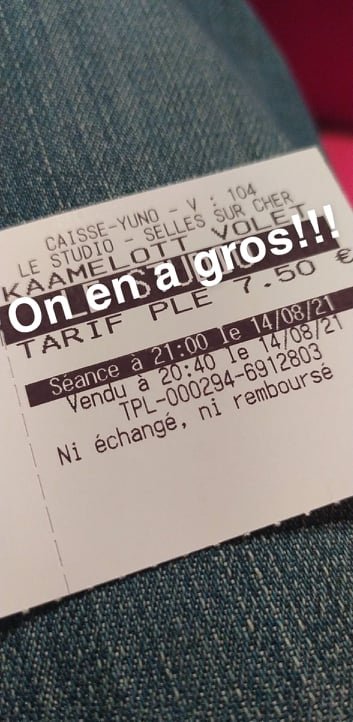 CAISSE-YUNO - V : 104
LE STUDIO - SELLES SUR CHER
KAAMELOTT VOLET
On en a gros!!!
TARIF PLE 7.50 €
Séance à 21:00 le 14/08/21
Vendu à 20:40 le 14/08/21
TPL-000294-6912803
Ni échangé, ni remboursé